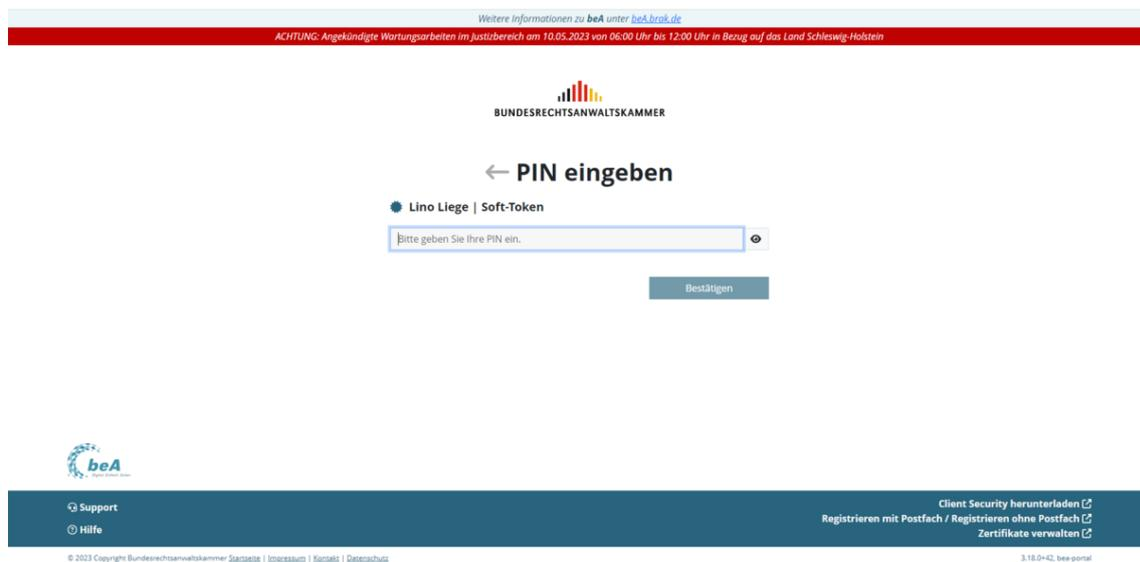 Weitere Informationen zu beA unter beA.brak.de
ACHTUNG: Angekündigte Wartungsarbeiten im Justizbereich am 10.05.2023 von 06:00 Uhr bis 12:00 Uhr in Bezug auf das Land Schleswig-Holstein
BUNDESRECHTSANWALTSKAMMER
← PIN eingeben
Lino Liege | Soft-Token
Bitte geben Sie Ihre PIN ein.
Bestätigen
beA
Support
Hilfe
Client Security herunterladen
Registrieren mit Postfach / Registrieren ohne Postfach
Zertifikate verwalten
© 2023 Copyright Bundesrechtsanwaltskammer Startseite | Impressum | Kontakt | Datenschutz
3.18.0+42, bea-portal